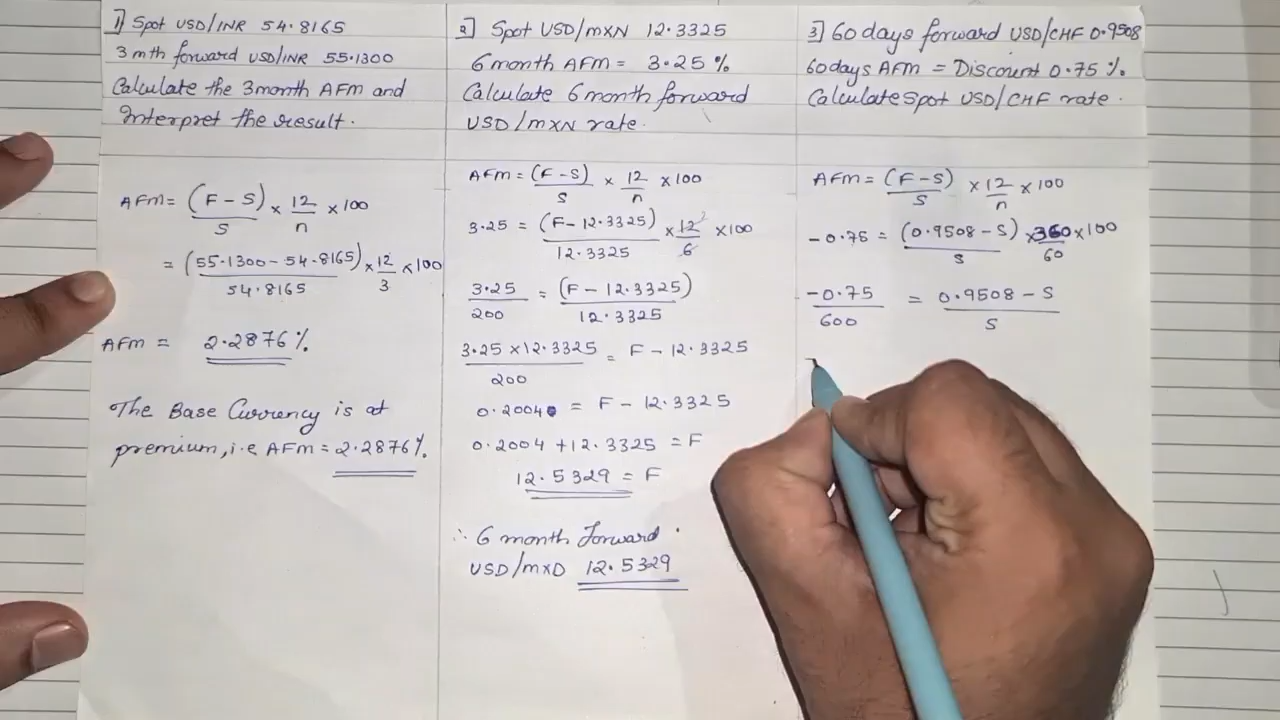 1] Spot USD/INR 54.8165
3 mth forward USD/INR 55.1300
Calculate the 3month AFM and
Interpret the result.
AFM = (F - S) / S × 12 / n × 100
= (55.1300 - 54.8165) / 54.8165 × 12 / 3 × 100
AFM = 2.2876 %
The Base Currency is at
premium, i.e AFM = 2.2876%.
2] Spot USD/MXN 12.3325
6 month AFM = 3.25 %
Calculate 6 month forward
USD/MXN rate.
AFM = (F - S) / S × 12 / n × 100
3.25 = (F - 12.3325) / 12.3325 × 12 2 / 6 × 100
3.25 / 200 = (F - 12.3325) / 12.3325
3.25 × 12.3325 / 200 = F - 12.3325
0.2004 = F - 12.3325
0.2004 + 12.3325 = F
12.5329 = F
∴ 6 month Forward
USD/MXD 12.5329
3] 60 days forward USD/CHF 0.9508
60days AFM = Discount 0.75 %.
Calculate Spot USD/CHF rate.
AFM = (F - S) / S × 12 / n × 100
-0.75 = (0.9508 - S) / S × 360 / 60 × 100
-0.75 / 600 = 0.9508 - S / S